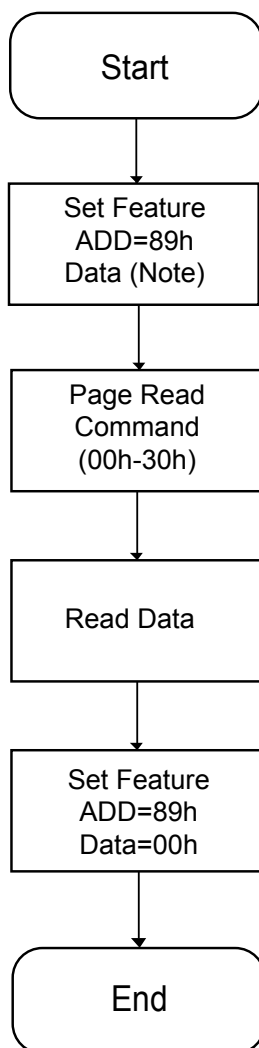 Start
Set Feature
ADD=89h
Data (Note)
Page Read
Command
(00h-30h)
Read Data
Set Feature
ADD=89h
Data=00h
End